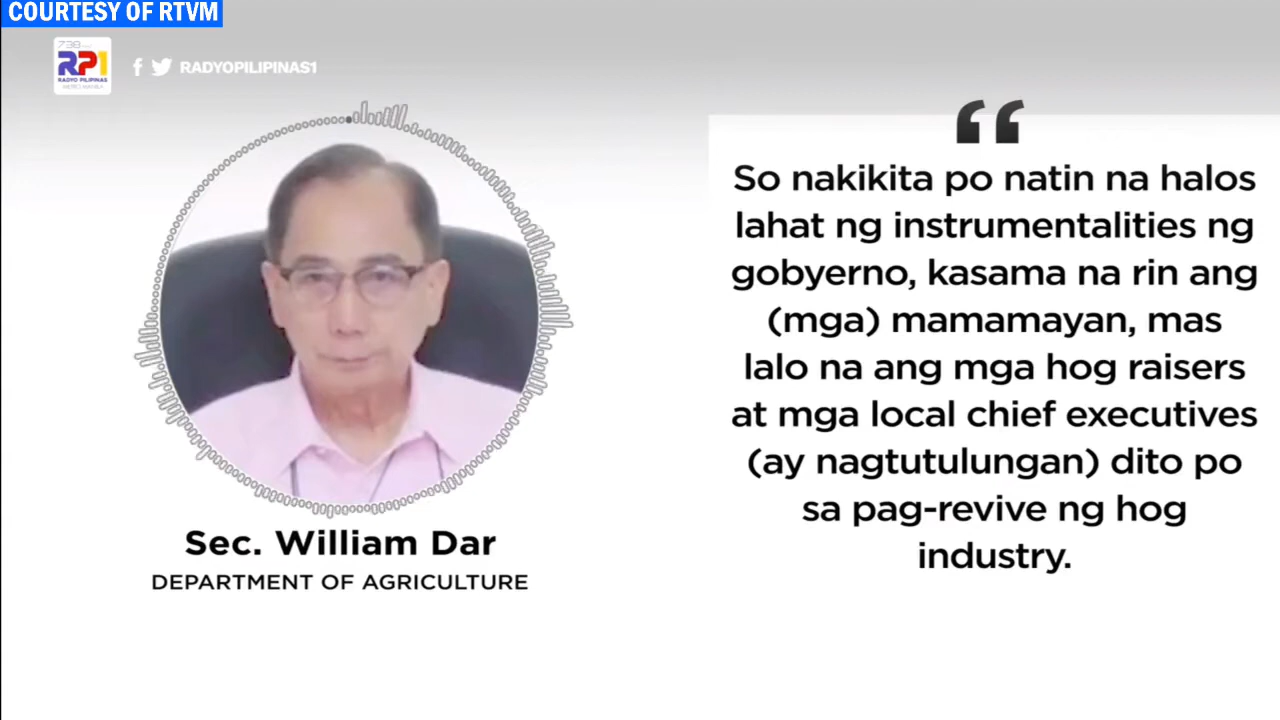 COURTESY OF RTVM
738
RP1
RADYO PILIPINAS
RADYOPILIPINAS1
So nakikita po natin na halos
lahat ng instrumentalities ng
gobyerno, kasama na rin ang
(mga) mamamayan, mas
lalo na ang mga hog raisers
at mga local chief executives
(ay nagtutulungan) dito po
sa pag-revive ng hog
industry.
Sec. William Dar
DEPARTMENT OF AGRICULTURE